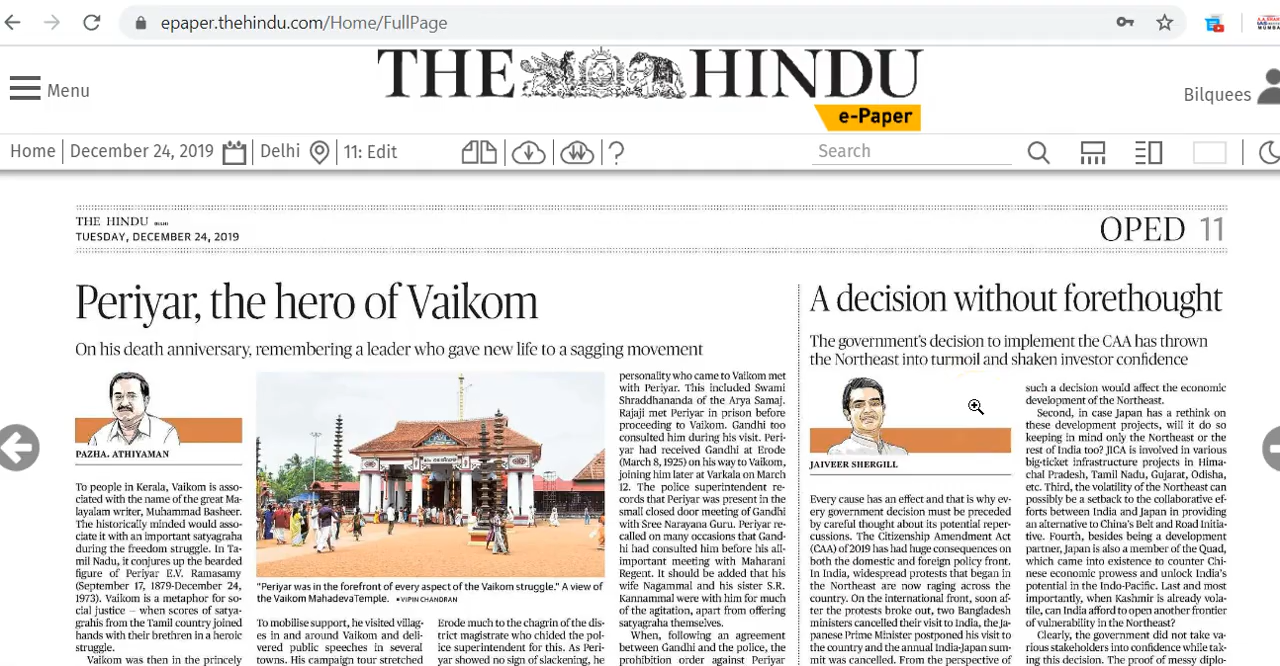 epaper.thehindu.com/Home/FullPage
Menu
THE HINDU
e-Paper
Bilquees
Home
December 24, 2019
Delhi
11: Edit
?
Search
THE HINDU
TUESDAY, DECEMBER 24, 2019
OPED 11
Periyar, the hero of Vaikom
On his death anniversary, remembering a leader who gave new life to a sagging movement
PAZHA. ATHIYAMAN
To people in Kerala, Vaikom is asso-
ciated with the name of the great Ma-
layalam writer, Muhammad Basheer.
The historically minded would asso-
ciate it with an important satyagraha
during the freedom struggle. In Ta-
mil Nadu, it conjures up the bearded
figure of Periyar E.V. Ramasamy
(September 17, 1879-December 24,
1973). Vaikom is a metaphor for so-
cial justice — when scores of satya-
grahis from the Tamil country joined
hands with their brethren in a heroic
struggle.
Vaikom was then in the princely
"Periyar was in the forefront of every aspect of the Vaikom struggle." A view of
the Vaikom MahadevaTemple. •VIPIN CHANDRAN
To mobilise support, he visited villag-
es in and around Vaikom and deli-
vered public speeches in several
towns. His campaign tour stretched
Erode much to the chagrin of the dis-
trict magistrate who chided the pol-
ice superintendent for this. As Peri-
yar showed no sign of slackening, he
personality who came to Vaikom met
with Periyar. This included Swami
Shraddhananda of the Arya Samaj.
Rajaji met Periyar in prison before
proceeding to Vaikom. Gandhi too
consulted him during his visit. Peri-
yar had received Gandhi at Erode
(March 8, 1925) on his way to Vaikom,
joining him later at Varkala on March
12. The police superintendent re-
cords that Periyar was present in the
small closed door meeting of Gandhi
with Sree Narayana Guru. Periyar re-
called on many occasions that Gand-
hi had consulted him before his all-
important meeting with Maharani
Regent. It should be added that his
wife Nagammal and his sister S.R.
Kannammal were with him for much
of the agitation, apart from offering
satyagraha themselves.
When, following an agreement
between Gandhi and the police, the
prohibition order against Periyar
A decision without forethought
The government's decision to implement the CAA has thrown
the Northeast into turmoil and shaken investor confidence
JAIVEER SHERGILL
Every cause has an effect and that is why ev-
ery government decision must be preceded
by careful thought about its potential reper-
cussions. The Citizenship Amendment Act
(CAA) of 2019 has had huge consequences on
both the domestic and foreign policy front.
In India, widespread protests that began in
the Northeast are now raging across the
country. On the international front, soon af-
ter the protests broke out, two Bangladesh
ministers cancelled their visit to India, the Ja-
panese Prime Minister postponed his visit to
the country and the annual India-Japan sum-
mit was cancelled. From the perspective of
such a decision would affect the economic
development of the Northeast.
Second, in case Japan has a rethink on
these development projects, will it do so
keeping in mind only the Northeast or the
rest of India too? JICA is involved in various
big-ticket infrastructure projects in Hima-
chal Pradesh, Tamil Nadu, Gujarat, Odisha,
etc. Third, the volatility of the Northeast can
possibly be a setback to the collaborative ef-
forts between India and Japan in providing
an alternative to China's Belt and Road Initia-
tive. Fourth, besides being a development
partner, Japan is also a member of the Quad,
which came into existence to counter Chi-
nese economic prowess and unlock India's
potential in the Indo-Pacific. Last and most
importantly, when Kashmir is already vola-
tile, can India afford to open another frontier
of vulnerability in the Northeast?
Clearly, the government did not take va-
rious stakeholders into confidence while tak-
ing this decision. The proof of messy diplo-